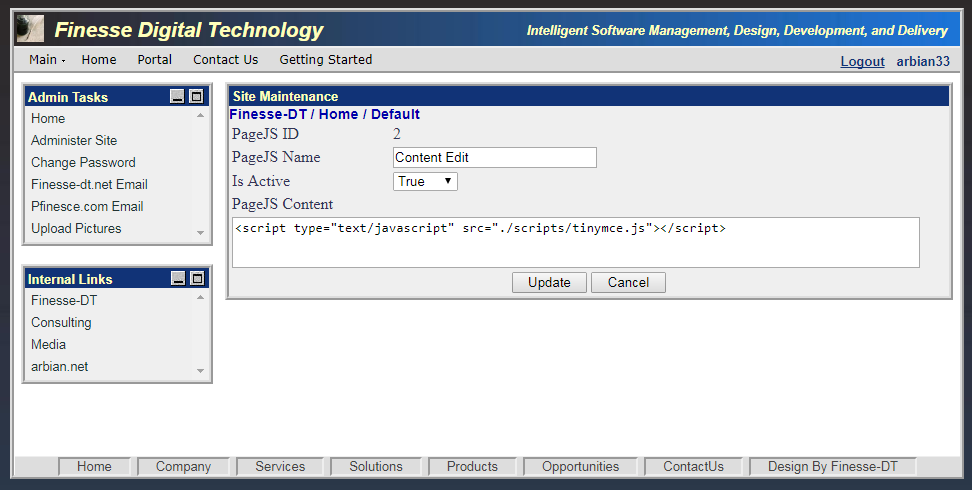 Finesse Digital Technology
Intelligent Software Management, Design, Development, and Delivery
Main Home Portal Contact Us Getting Started
Logout arbian33
Admin Tasks
Home
Administer Site
Change Password
Finesse-dt.net Email
Pfinesce.com Email
Upload Pictures
Internal Links
Finesse-DT
Consulting
Media
arbian.net
Site Maintenance
Finesse-DT / Home / Default
PageJS ID 2
PageJS Name Content Edit
Is Active True
PageJS Content
<script type="text/javascript" src="./scripts/tinymce.js"></script>
Update Cancel
Home Company Services Solutions Products Opportunities ContactUs Design By Finesse-DT